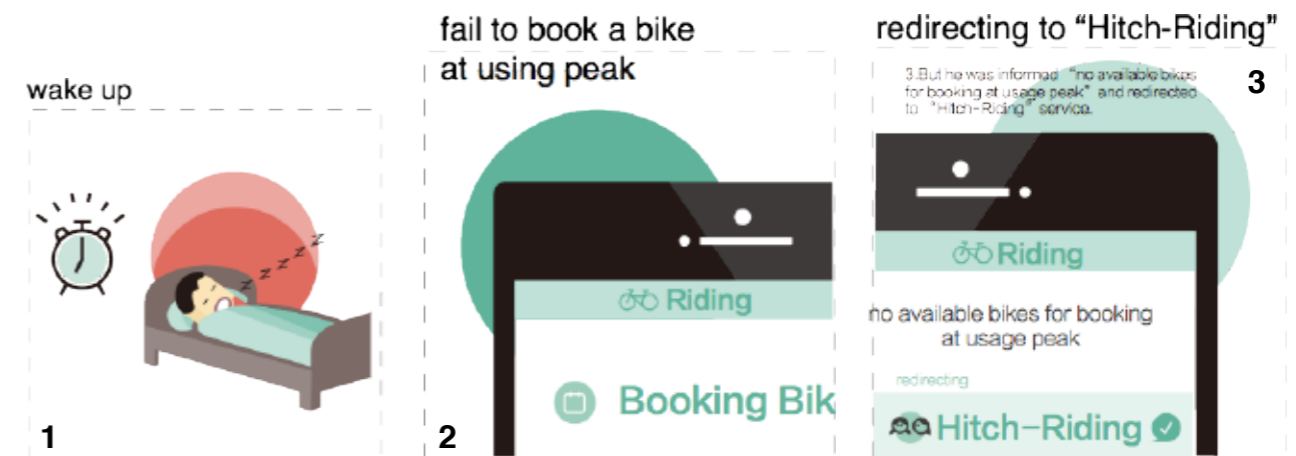 wake up
z z z z z
1
fail to book a bike
at using peak
Riding
Booking Bik
2
redirecting to “Hitch-Riding”
3.But he was informed “no available bikes
for booking at usage peak” and redirected
to “Hitch-Riding” service.
3
Riding
no available bikes for booking
at usage peak
redirecting
Hitch-Riding